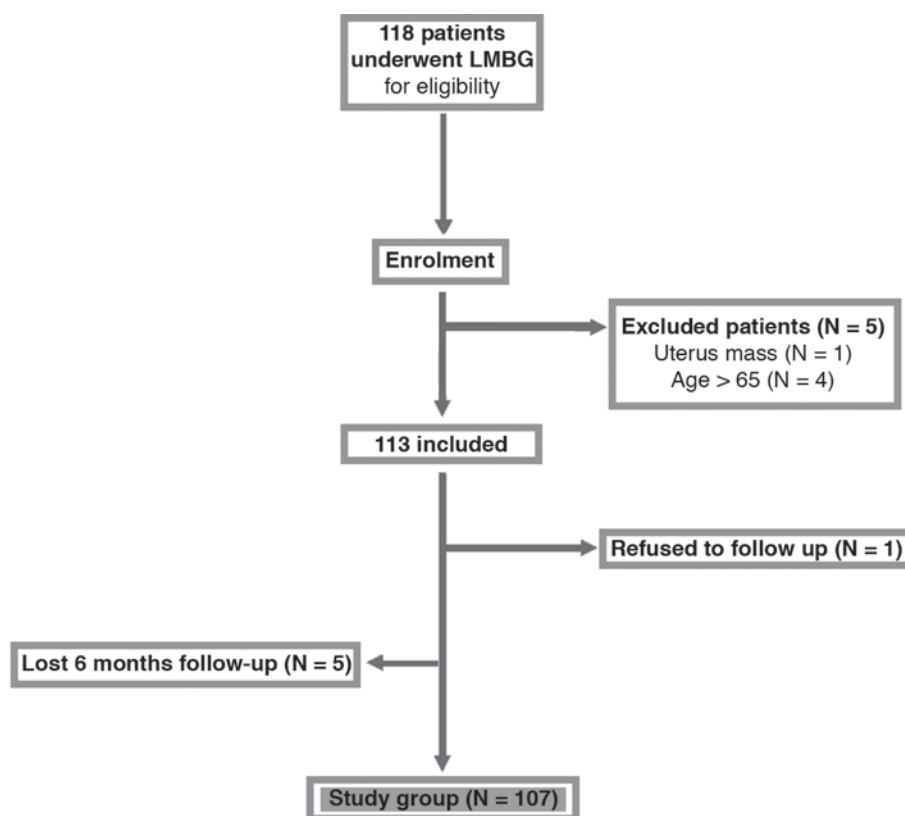 118 patients
underwent LMBG
for eligibility
Enrolment
Excluded patients (N = 5)
Uterus mass (N = 1)
Age > 65 (N = 4)
113 included
Refused to follow up (N = 1)
Lost 6 months follow-up (N = 5)
Study group (N = 107)